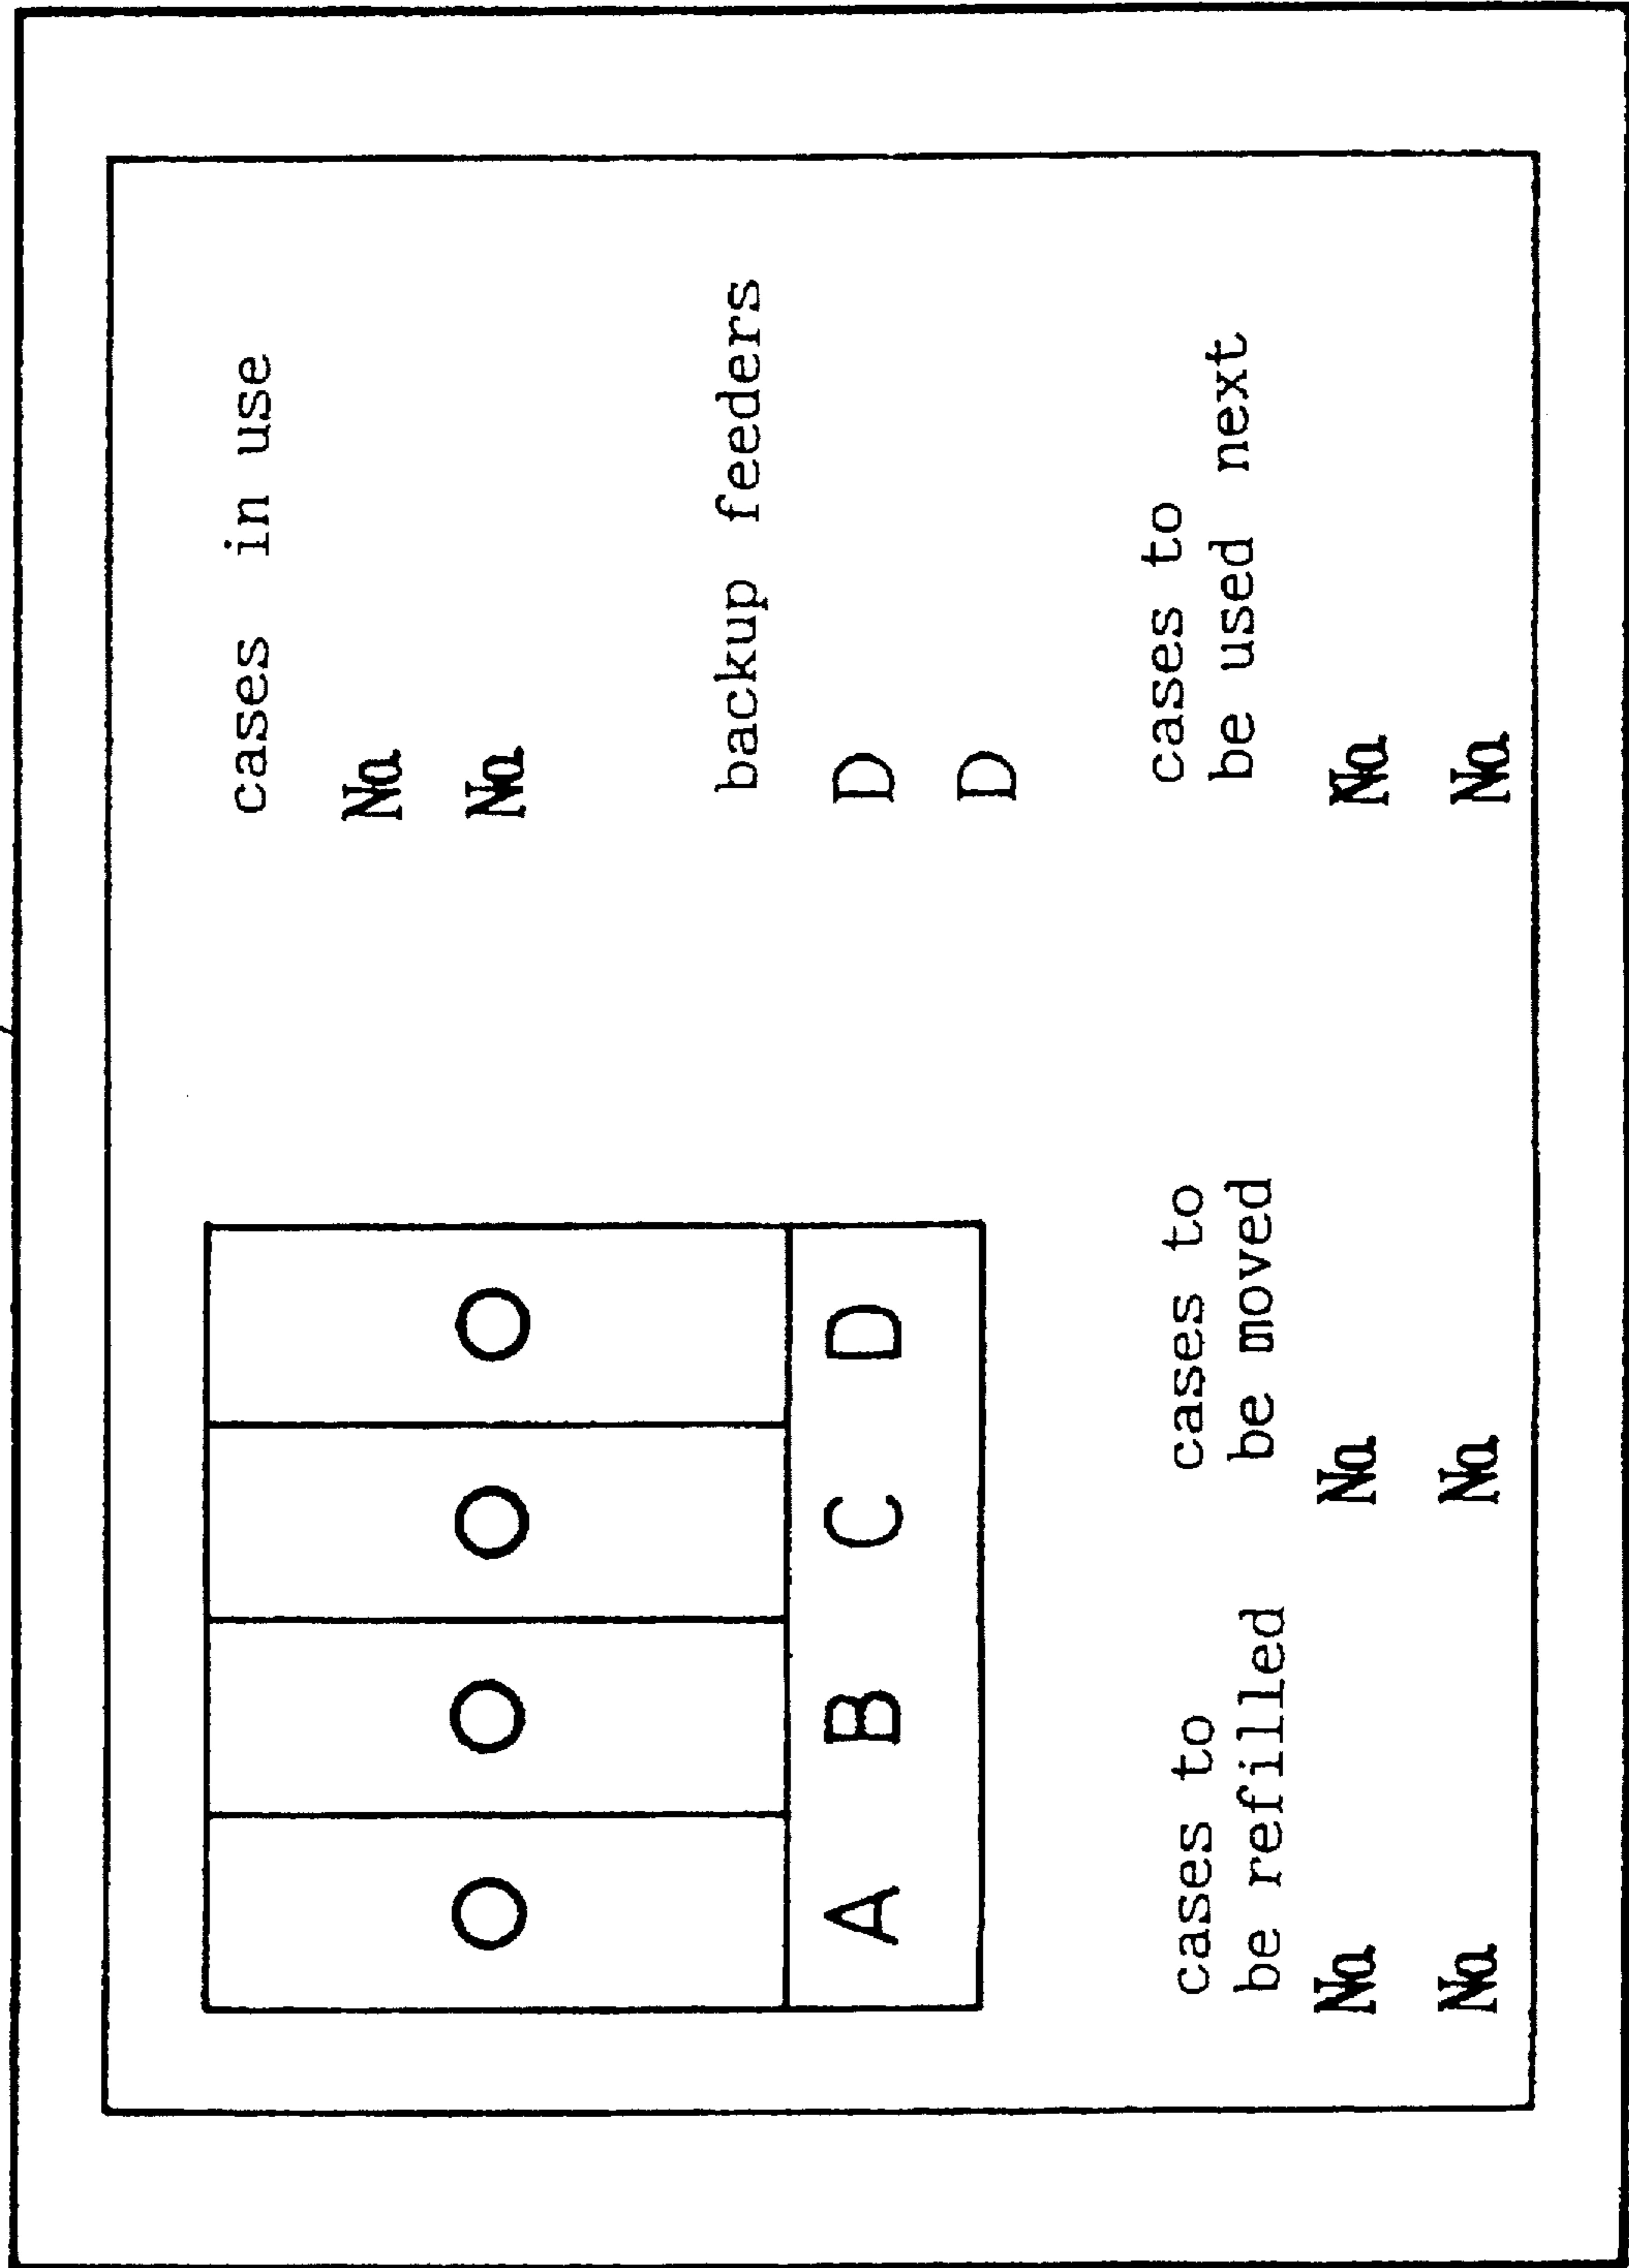 A B C D
cases in use
No.
No.
backup feeders
D
D
cases to
be refilled
No.
No.
cases to
be moved
No.
No.
cases to
be used next
No.
No.